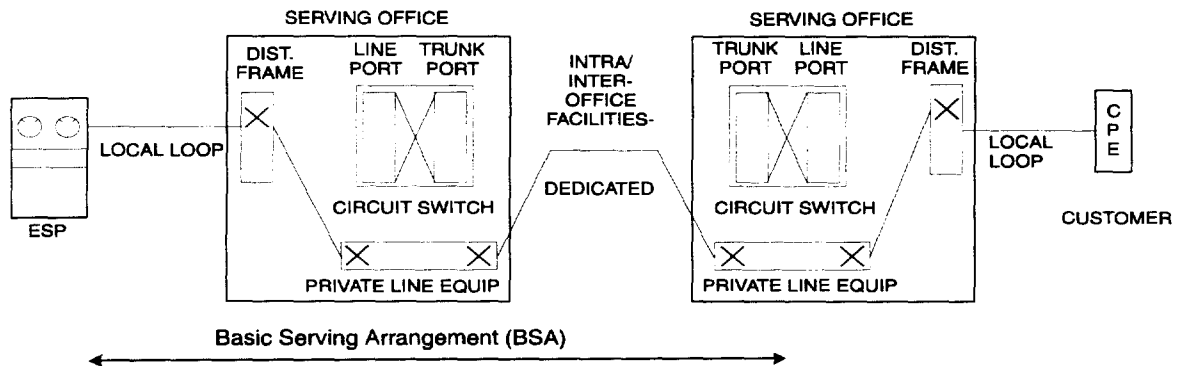 SERVING OFFICE
DIST.
FRAME
LINE
PORT
TRUNK
PORT
LOCAL LOOP
ESP
CIRCUIT SWITCH
PRIVATE LINE EQUIP
INTRA/
INTER-
OFFICE
FACILITIES-
DEDICATED
SERVING OFFICE
TRUNK
PORT
LINE
PORT
DIST.
FRAME
CIRCUIT SWITCH
PRIVATE LINE EQUIP
LOCAL
LOOP
C
P
E
CUSTOMER
Basic Serving Arrangement (BSA)